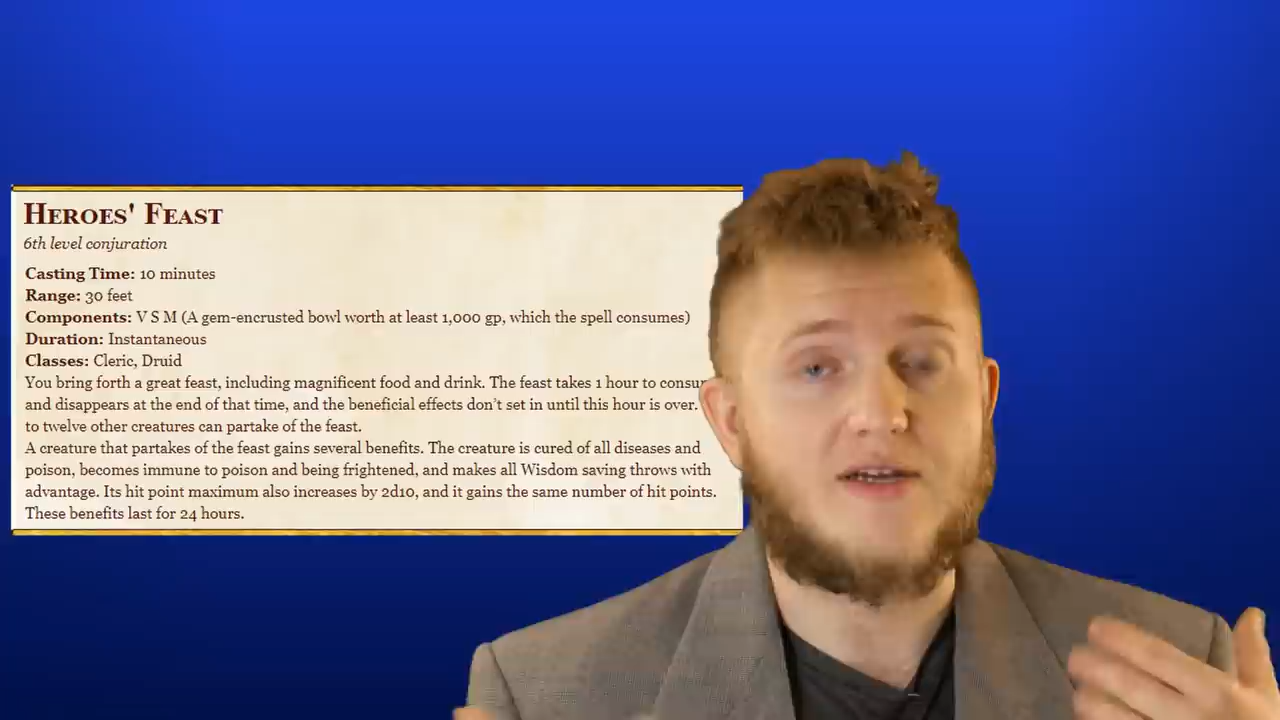 HEROES' FEAST
6th level conjuration
Casting Time: 10 minutes
Range: 30 feet
Components: V S M (A gem-encrusted bowl worth at least 1,000 gp, which the spell consumes)
Duration: Instantaneous
Classes: Cleric, Druid
You bring forth a great feast, including magnificent food and drink. The feast takes 1 hour to
and disappears at the end of that time, and the beneficial effects don't set in until this hour is over.
to twelve other creatures can partake of the feast.
A creature that partakes of the feast gains several benefits. The creature is cured of all diseases and
poison, becomes immune to poison and being frightened, and makes all Wisdom saving throws with
advantage. Its hit point maximum also increases by 2d10, and it gains the same number of hit points.
These benefits last for 24 hours.